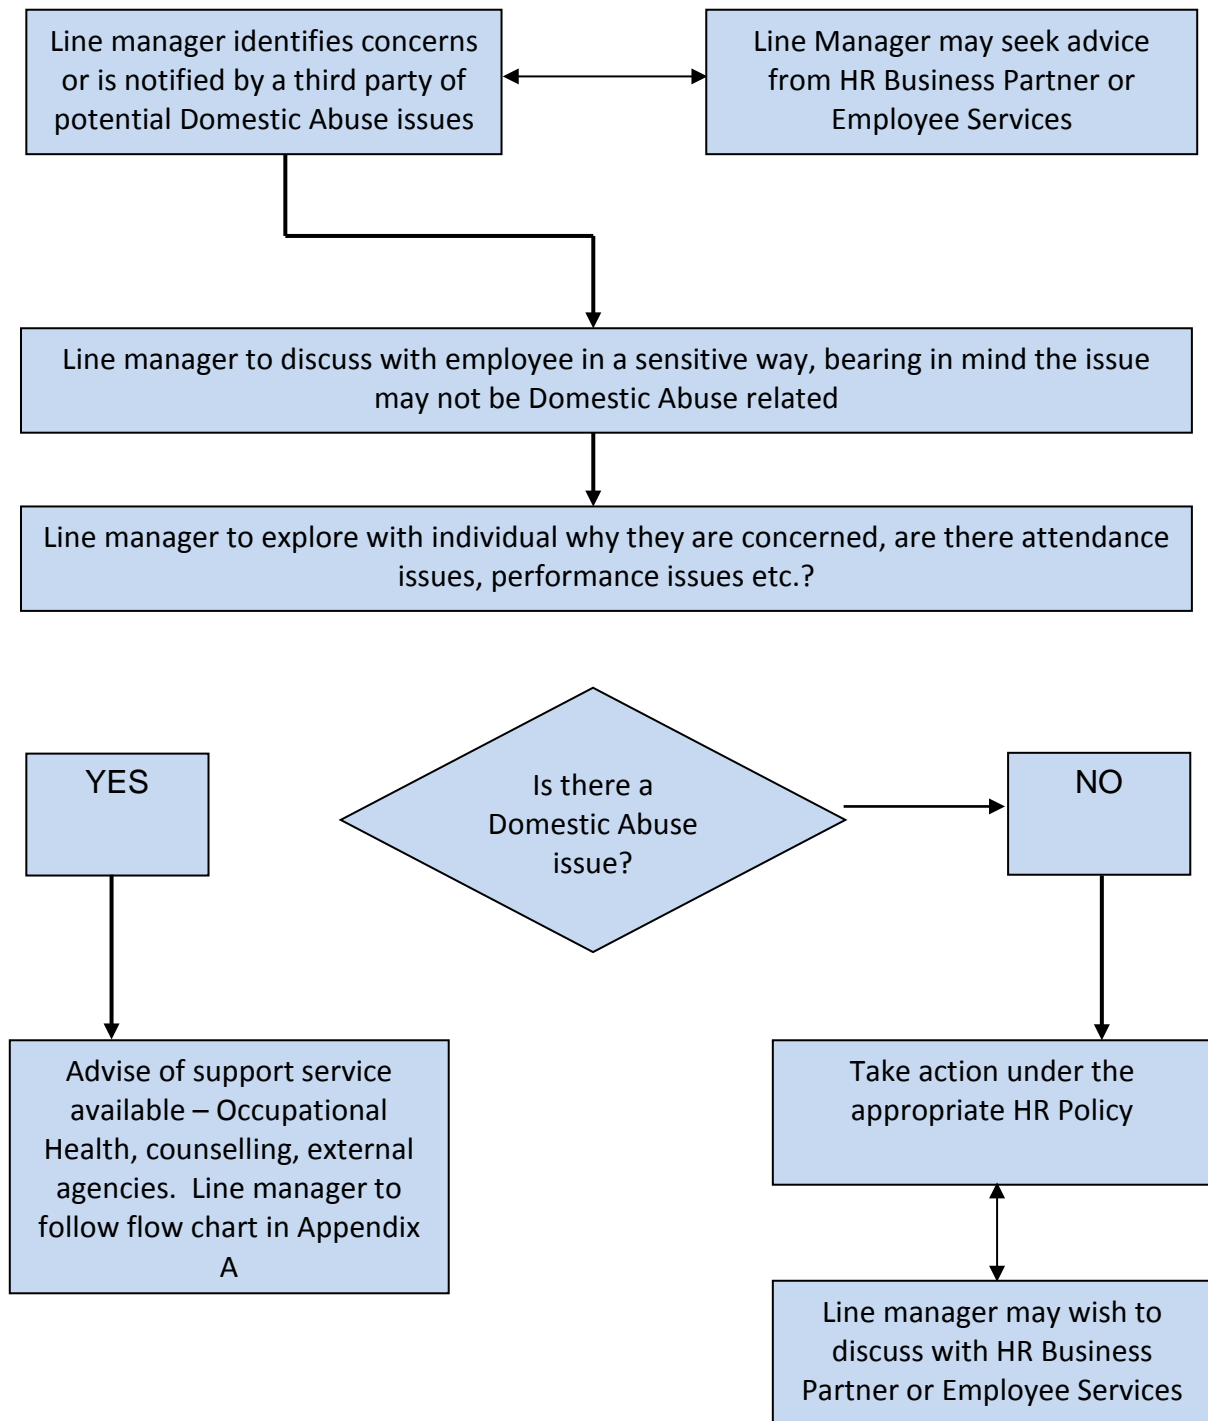 Line manager identifies concerns
or is notified by a third party of
potential Domestic Abuse issues
Line Manager may seek advice
from HR Business Partner or
Employee Services
Line manager to discuss with employee in a sensitive way, bearing in mind the issue
may not be Domestic Abuse related
Line manager to explore with individual why they are concerned, are there attendance
issues, performance issues etc.?
YES
Is there a
Domestic Abuse
issue?
NO
Advise of support service
available – Occupational
Health, counselling, external
agencies.  Line manager to
follow flow chart in Appendix
A
Take action under the
appropriate HR Policy
Line manager may wish to
discuss with HR Business
Partner or Employee Services